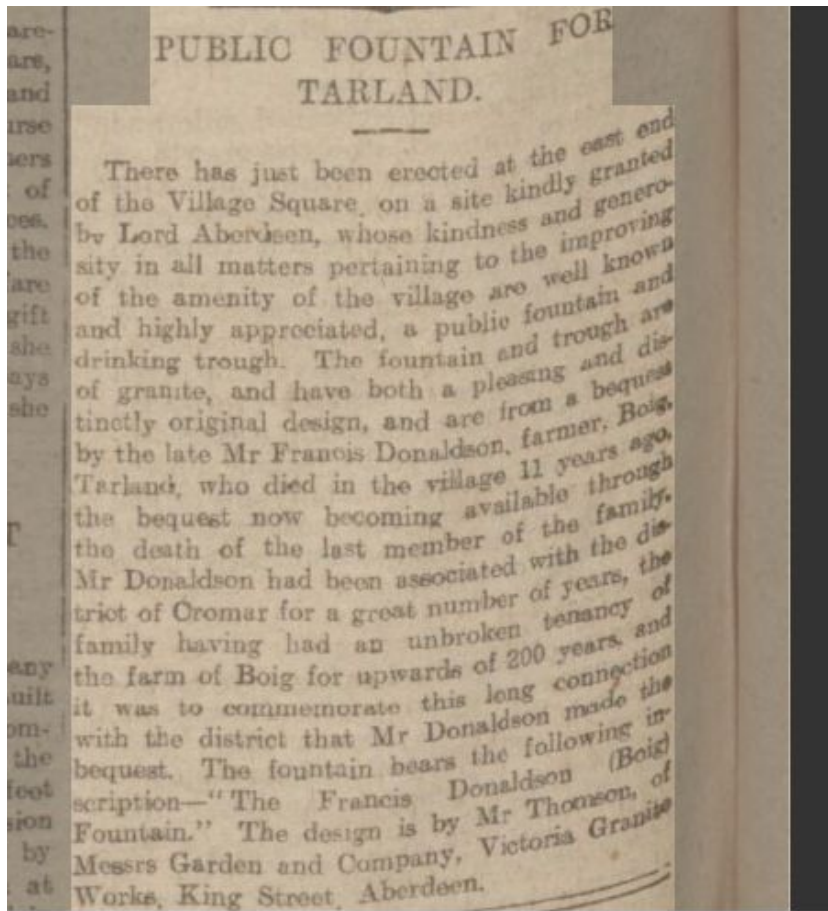 PUBLIC FOUNTAIN FOR
TARLAND.
There has just been erected at the east end
of the Village Square, on a site kindly granted
by Lord Aberdeen, whose kindness and genero-
sity in all matters pertaining to the improving
of the amenity of the village are well known
and highly appreciated, a public fountain and
drinking trough. The fountain and trough are
of granite, and have both a pleasing and dis-
tinctly original design, and are from a bequest
by the late Mr Francis Donaldson, farmer, Boig,
Tarland, who died in the village 11 years ago,
the bequest now becoming available through
the death of the last member of the family.
Mr Donaldson had been associated with the dis-
trict of Cromar for a great number of years, the
family having had an unbroken tenancy of
the farm of Boig for upwards of 200 years, and
it was to commemorate this long connection
with the district that Mr Donaldson made the
bequest. The fountain bears the following in-
scription—"The Francis Donaldson (Boig)
Fountain." The design is by Mr Thomson, of
Messrs Garden and Company, Victoria Granite
Works, King Street, Aberdeen.